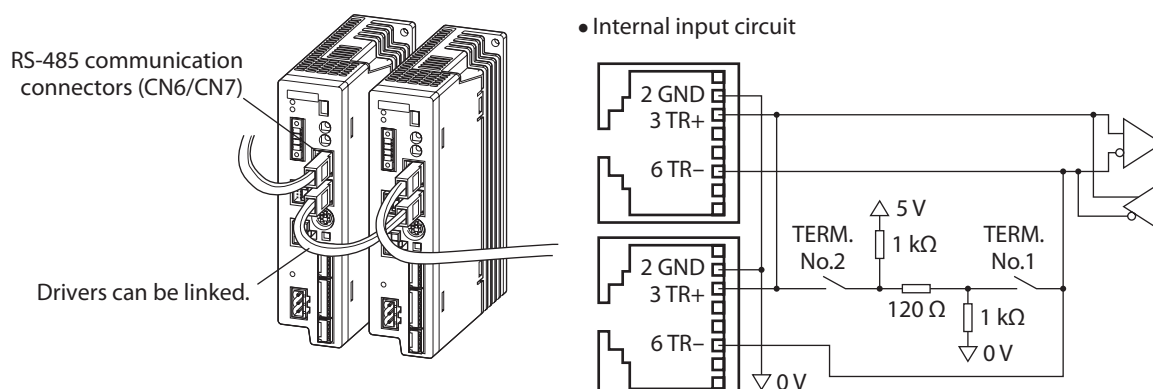 RS-485 communication
connectors (CN6/CN7)
Drivers can be linked.
• Internal input circuit
2 GND
3 TR+
6 TR−
5 V
TERM.
No.2
1 kΩ
TERM.
No.1
2 GND
3 TR+
120 Ω
1 kΩ
6 TR−
0 V
0 V